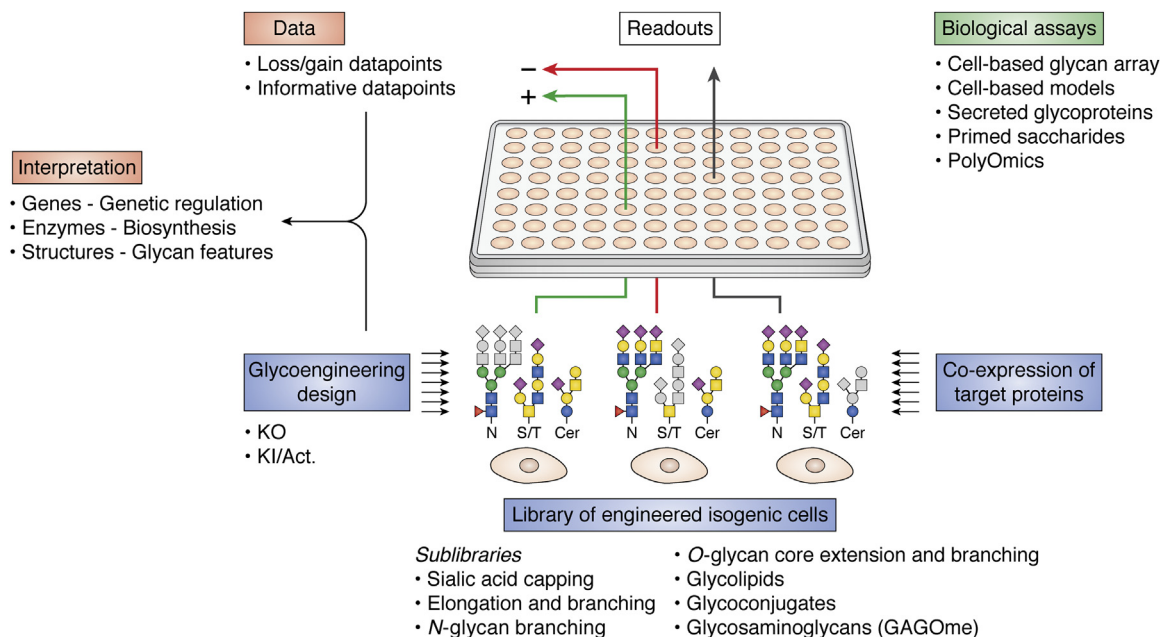 Data
• Loss/gain datapoints
• Informative datapoints
Readouts
−
+
Biological assays
• Cell-based glycan array
• Cell-based models
• Secreted glycoproteins
• Primed saccharides
• PolyOmics
Interpretation
• Genes - Genetic regulation
• Enzymes - Biosynthesis
• Structures - Glycan features
Glycoengineering
design
• KO
• KI/Act.
N S/T Cer
N S/T Cer
N S/T Cer
Co-expression of
target proteins
Library of engineered isogenic cells
Sublibraries
• Sialic acid capping
• Elongation and branching
• N-glycan branching
• O-glycan core extension and branching
• Glycolipids
• Glycoconjugates
• Glycosaminoglycans (GAGOme)